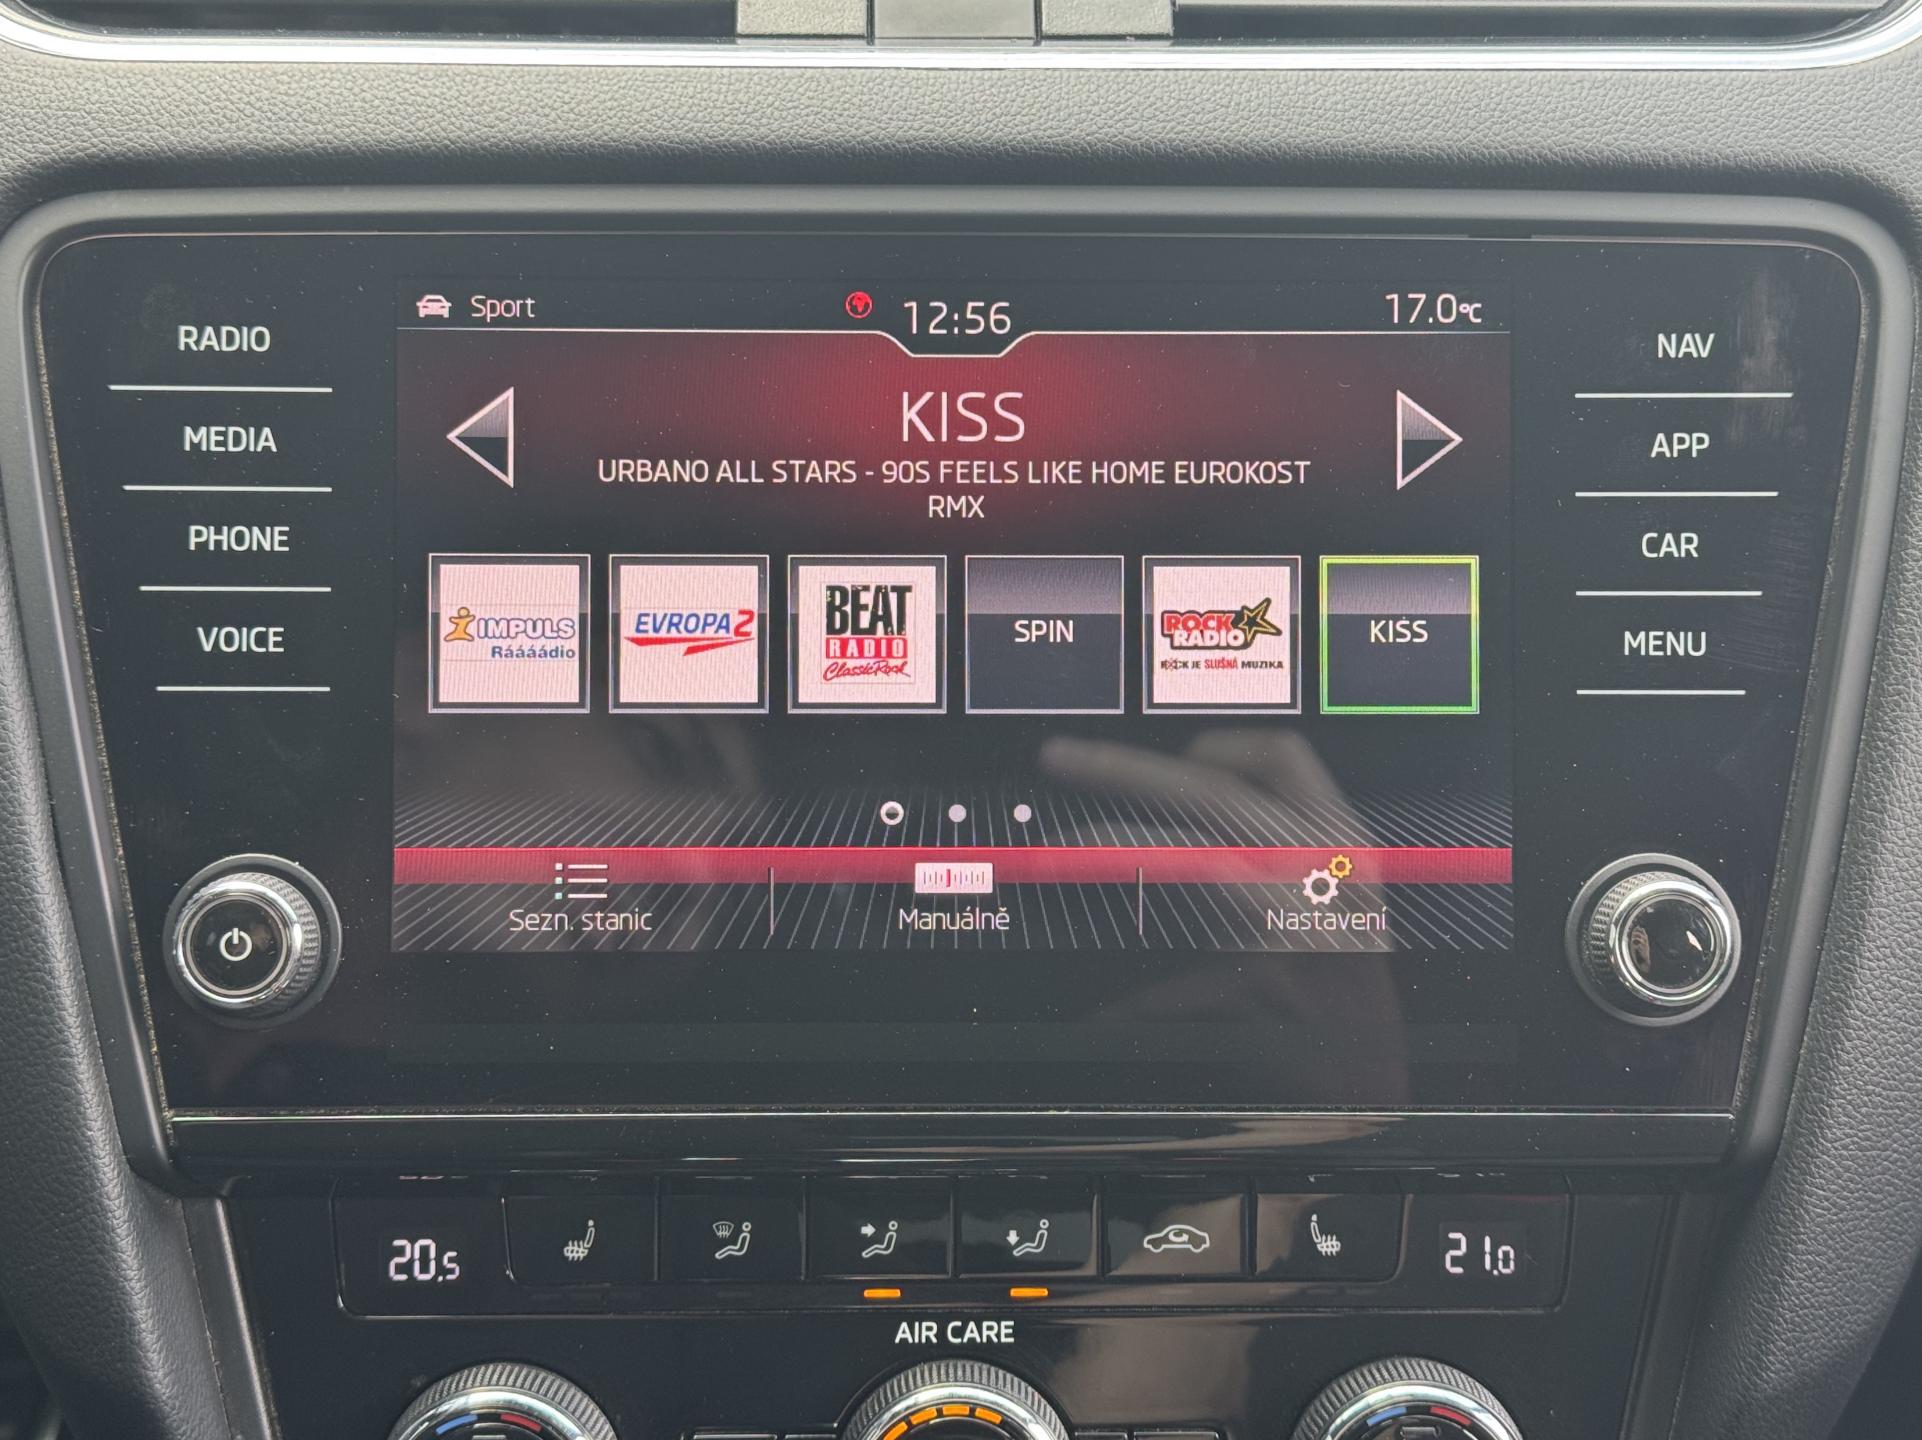 Sport
12:56
17.0°C
RADIO
MEDIA
PHONE
VOICE
KISS
URBANO ALL STARS - 90S FEELS LIKE HOME EUROKOST
RMX
IMPULS
Ráááádio
EVROPA 2
BEAT
RADIO
Classic Rock
SPIN
ROCK
RADIO
ROCK JE SLUŠNÁ MUZIKA
KISS
Sezn. stanic
Manuálně
Nastavení
NAV
APP
CAR
MENU
20.5
21.0
AIR CARE